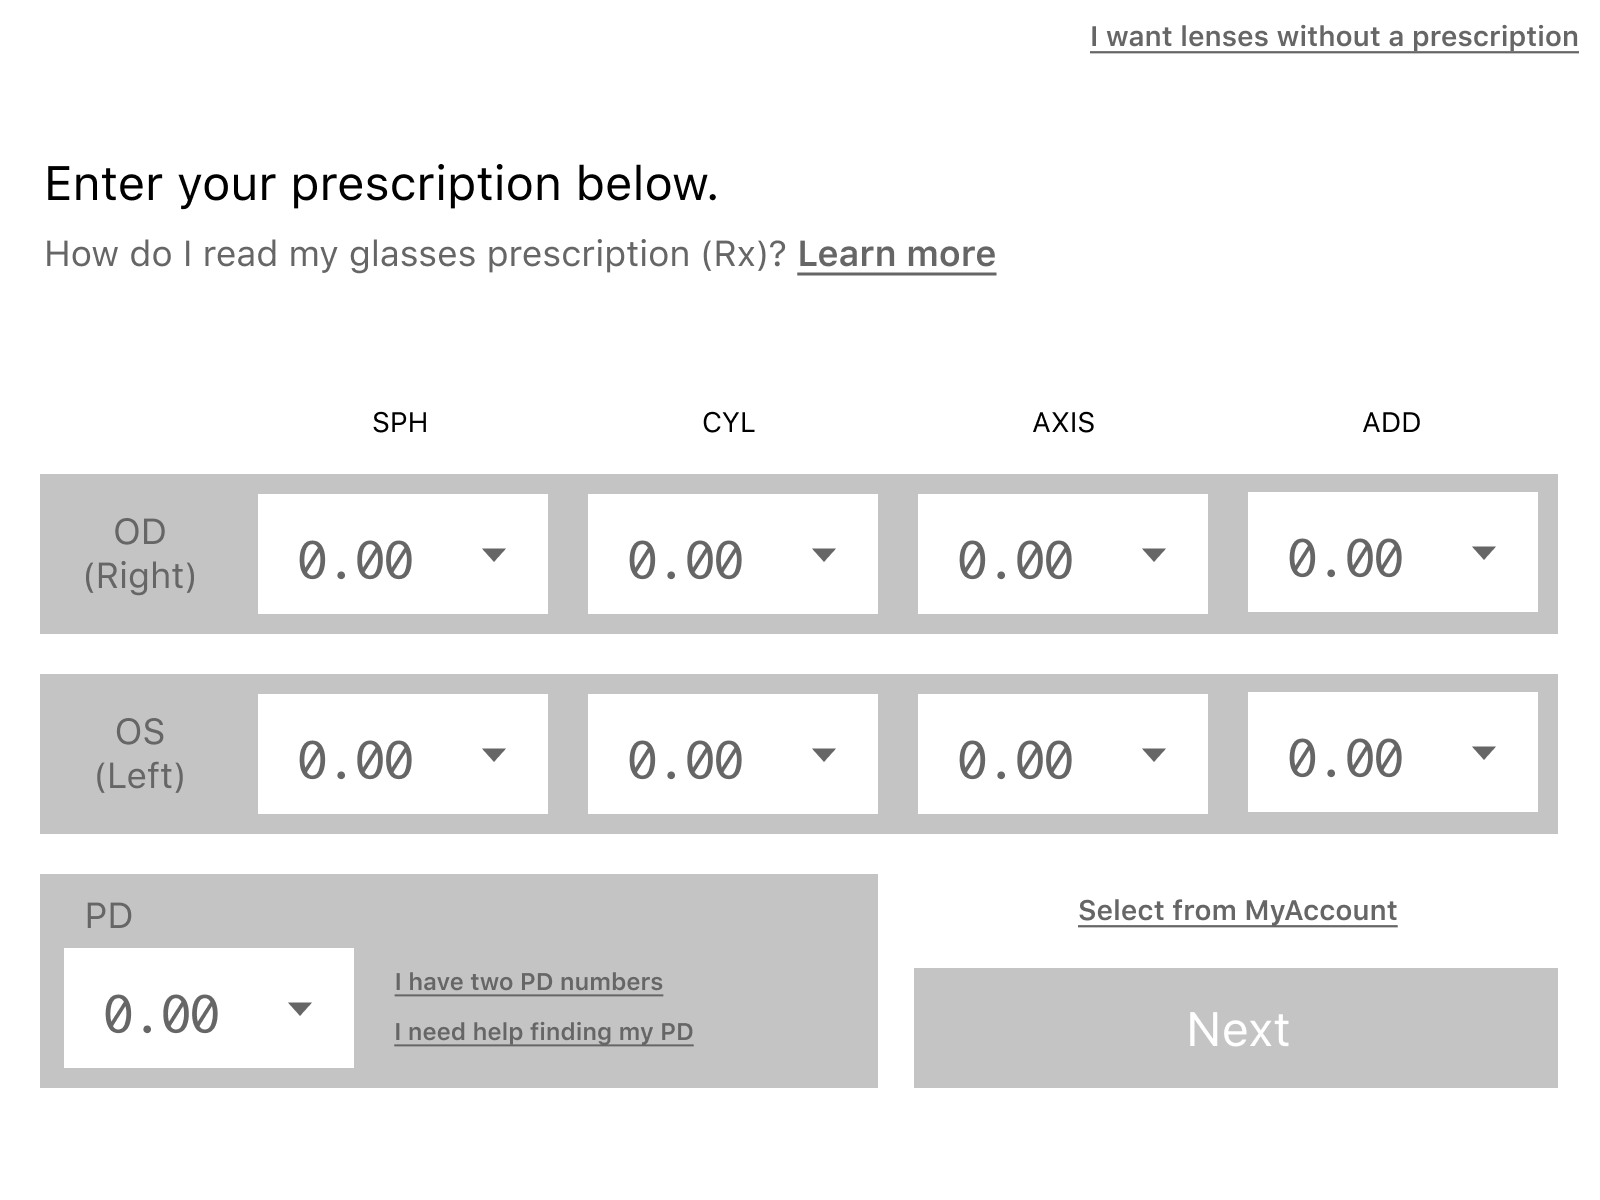 I want lenses without a prescription
Enter your prescription below.
How do I read my glasses prescription (Rx)? Learn more
SPH CYL AXIS ADD
OD
(Right)
0.00 0.00 0.00 0.00
OS
(Left)
0.00 0.00 0.00 0.00
PD
0.00
I have two PD numbers
I need help finding my PD
Select from MyAccount
Next